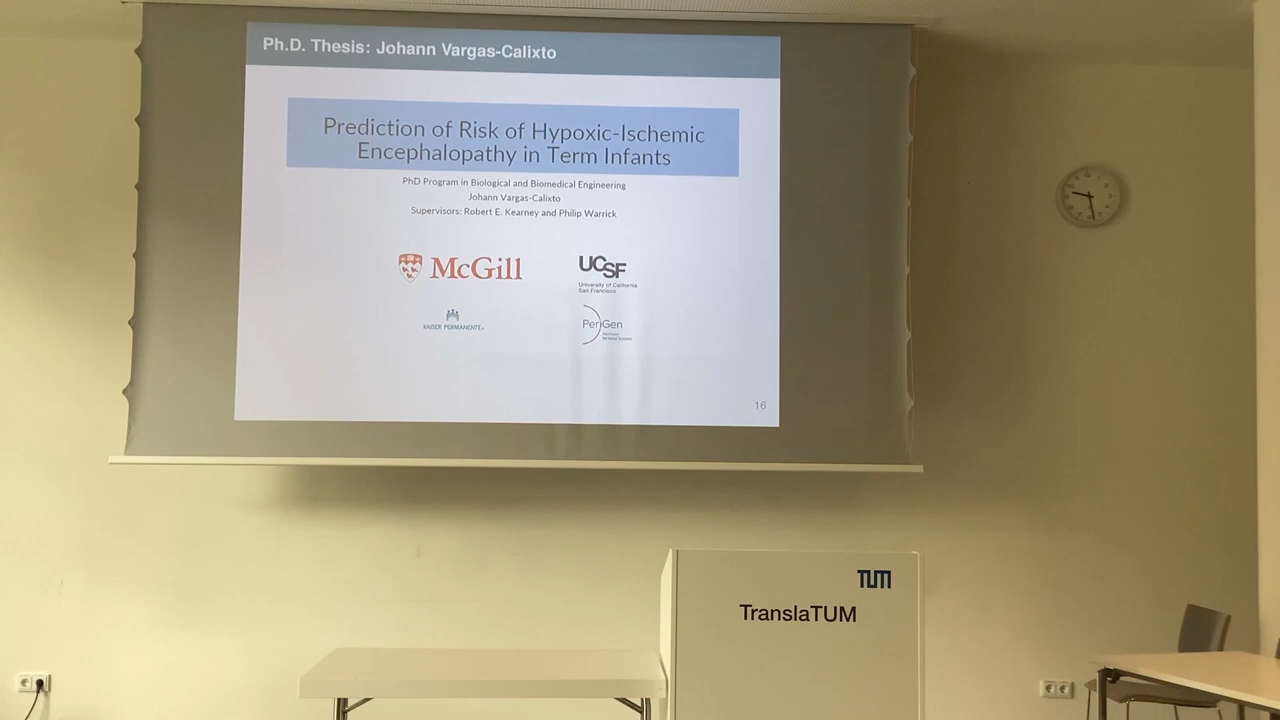 Ph.D. Thesis: Johann Vargas-Calixto
Prediction of Risk of Hypoxic-Ischemic
Encephalopathy in Term Infants
PhD Program in Biological and Biomedical Engineering
Johann Vargas-Calixto
Supervisors: Robert E. Kearney and Philip Warrick
McGill
UCSF
University of California
San Francisco
KAISER PERMANENTE
PeriGen
16
TUM
TranslaTUM